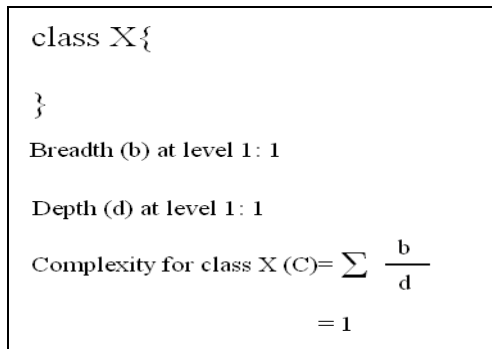 class X{
}
Breadth (b) at level 1: 1
Depth (d) at level 1: 1
Complexity for class X (C)= ∑ b/d
= 1